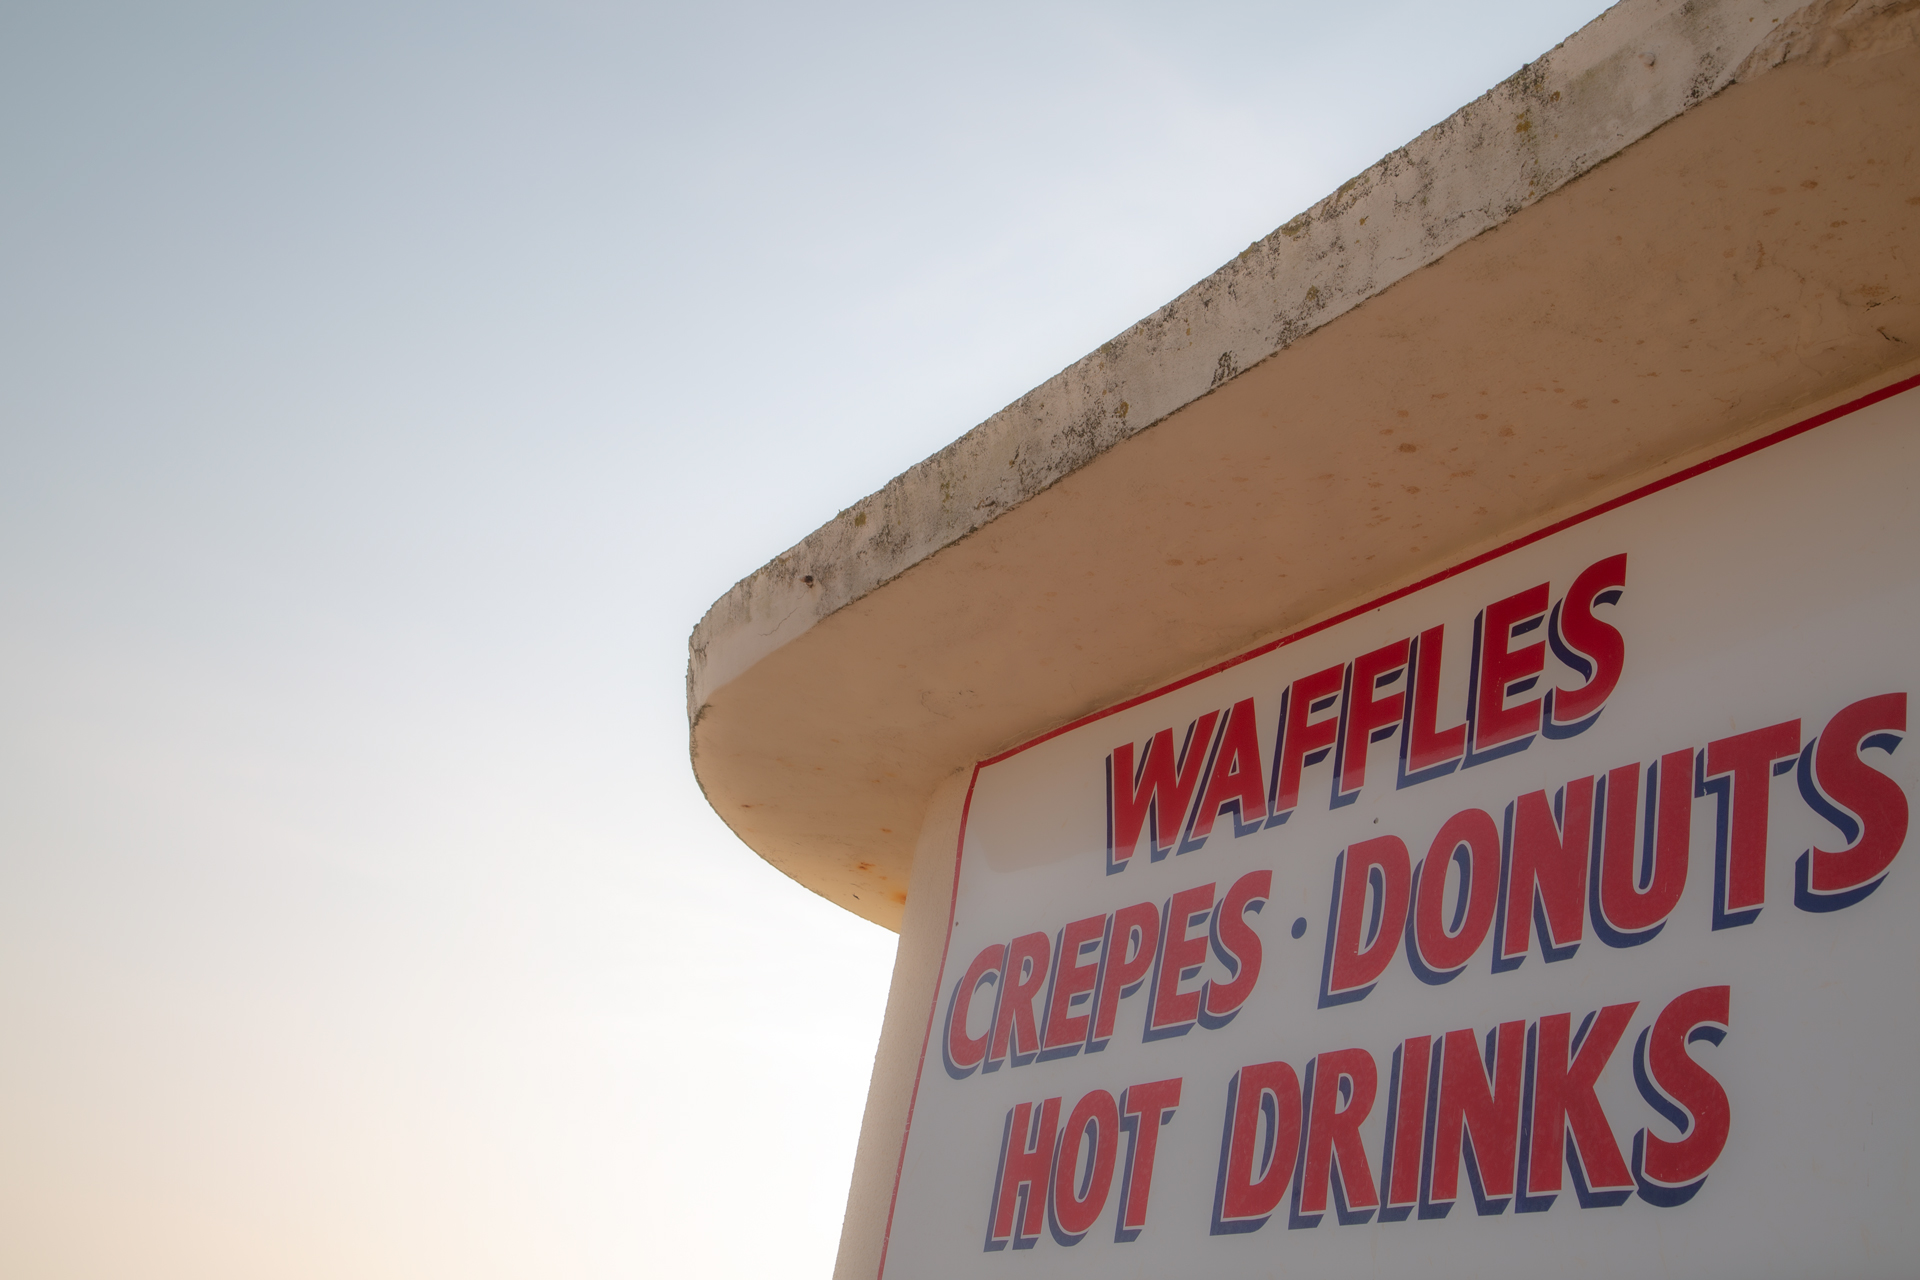 WAFFLES
CREPES · DONUTS
HOT DRINKS